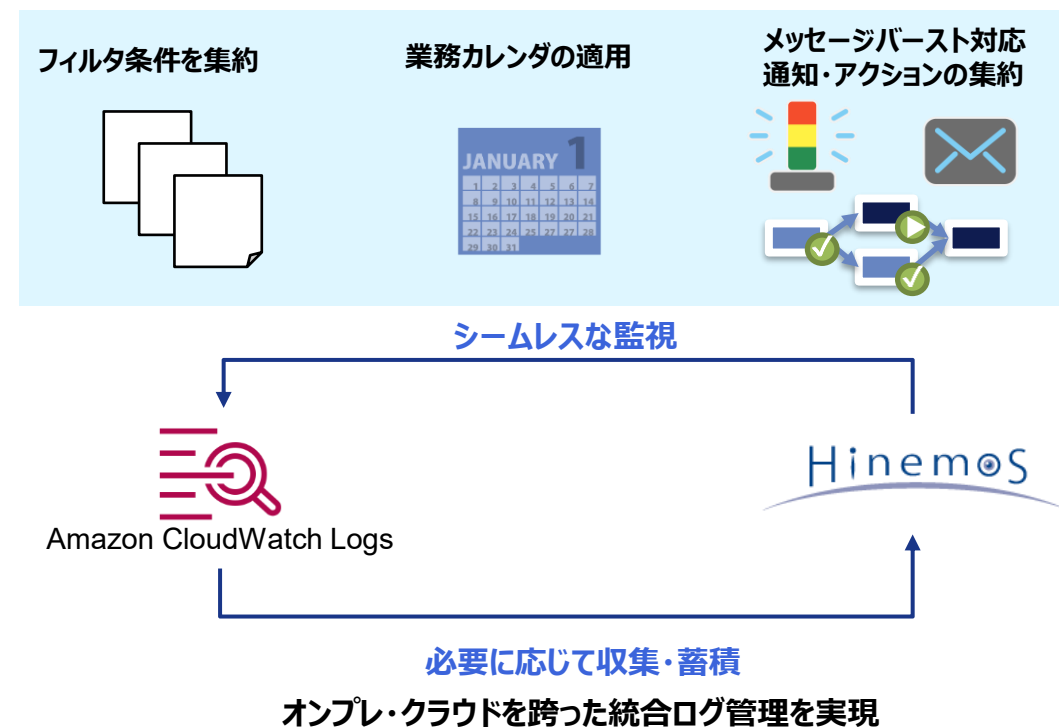 フィルタ条件を集約
業務カレンダの適用
メッセージバースト対応
通知・アクションの集約
JANUARY 1
1 2 3 4 5 6 7
8 9 10 11 12 13 14
15 16 17 18 19 20 21
22 23 24 25 27 27 28
29 30 31
シームレスな監視
Hinemos
Amazon CloudWatch Logs
必要に応じて収集・蓄積
オンプレ・クラウドを跨った統合ログ管理を実現